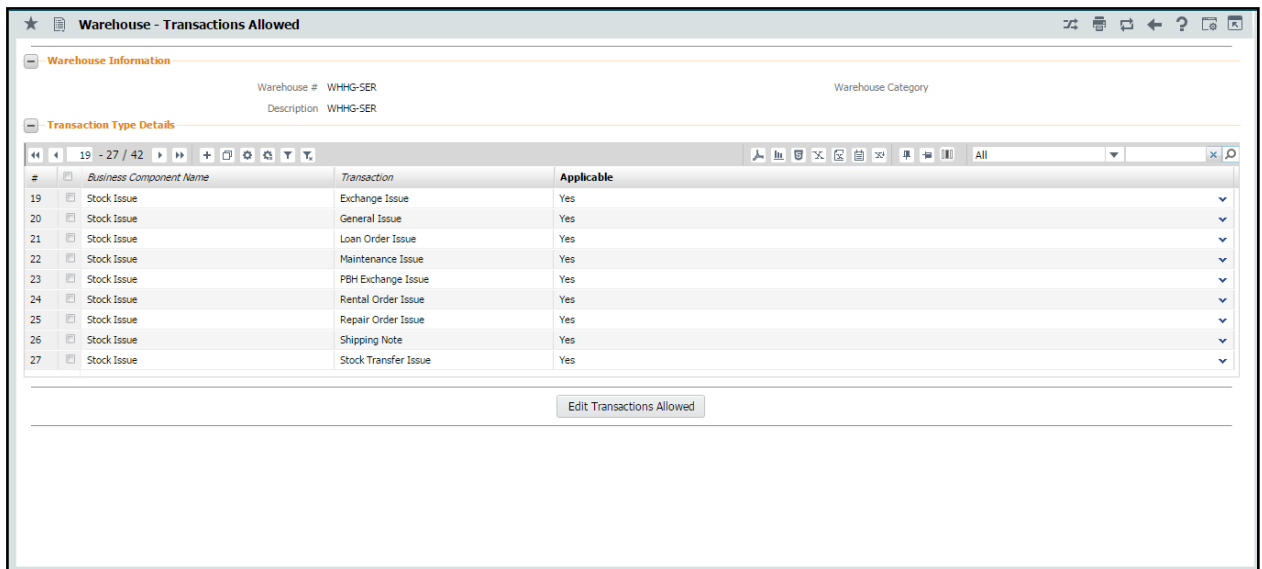 Warehouse - Transactions Allowed
Warehouse Information
Warehouse # WHHG-SER Warehouse Category
Description WHHG-SER
Transaction Type Details
19 - 27 / 42 All
# Business Component Name Transaction Applicable
19 Stock Issue Exchange Issue Yes
20 Stock Issue General Issue Yes
21 Stock Issue Loan Order Issue Yes
22 Stock Issue Maintenance Issue Yes
23 Stock Issue PBH Exchange Issue Yes
24 Stock Issue Rental Order Issue Yes
25 Stock Issue Repair Order Issue Yes
26 Stock Issue Shipping Note Yes
27 Stock Issue Stock Transfer Issue Yes
Edit Transactions Allowed